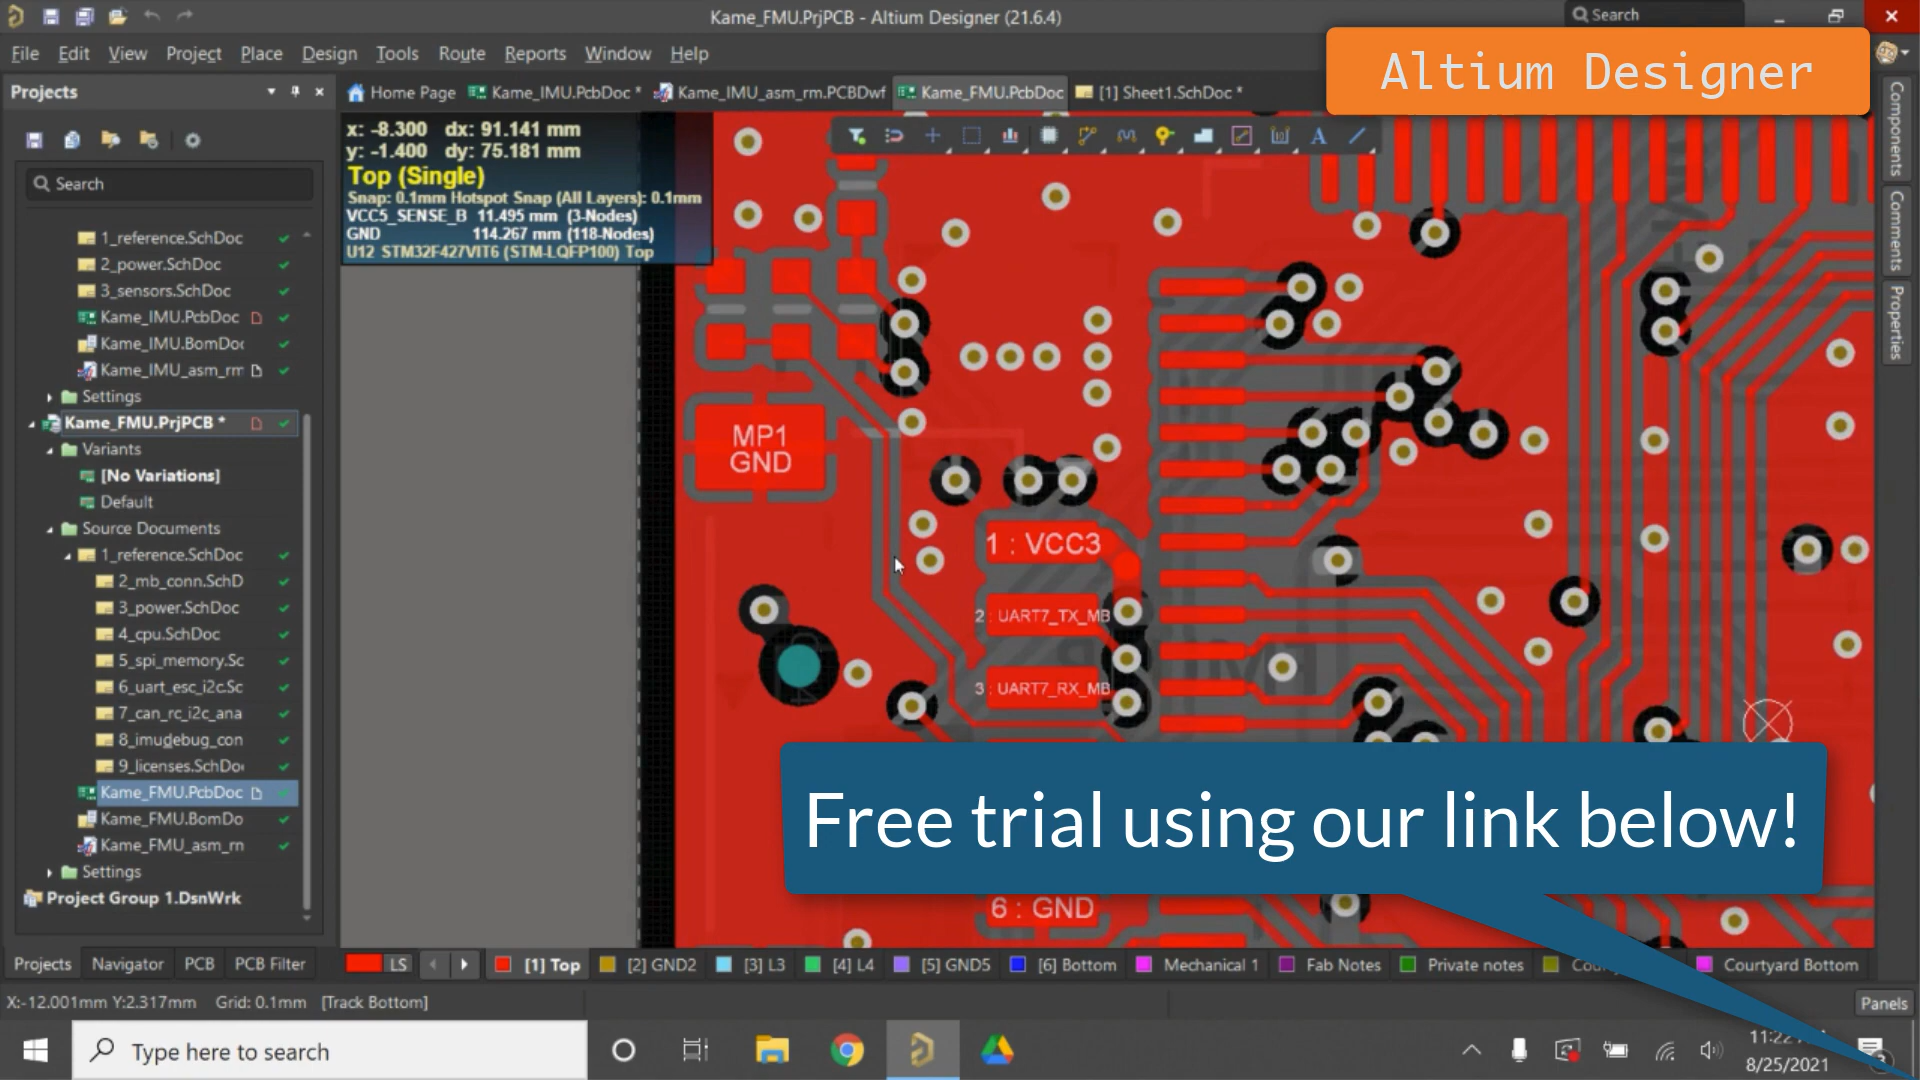 Kame_FMU.PrjPCB - Altium Designer (21.6.4)
Search
File Edit View Project Place Design Tools Route Reports Window Help
Altium Designer
Projects
Home Page
Kame_IMU.PcbDoc *
Kame_IMU_asm_rm.PCBDwf
Kame_FMU.PcbDoc
[1] Sheet1.SchDoc *
Components
Comments
Properties
x: -8.300 dx: 91.141 mm
y: -1.400 dy: 75.181 mm
Top (Single)
Snap: 0.1mm Hotspot Snap (All Layers): 0.1mm
VCC5_SENSE_B 11.495 mm (3-Nodes)
GND 114.267 mm (118-Nodes)
U12 STM32F427VIT6 (STM-LQFP100) Top
Search
1_reference.SchDoc
2_power.SchDoc
3_sensors.SchDoc
Kame_IMU.PcbDoc
Kame_IMU.BomDoc
Kame_IMU_asm_rm
Settings
Kame_FMU.PrjPCB *
Variants
[No Variations]
Default
Source Documents
1_reference.SchDoc
2_mb_conn.SchD
3_power.SchDoc
4_cpu.SchDoc
5_spi_memory.Sc
6_uart_esc_i2c.Sc
7_can_rc_i2c_ana
8_imudebug_con
9_licenses.SchDo
Kame_FMU.PcbDoc
Kame_FMU.BomDo
Kame_FMU_asm_rn
Settings
Project Group 1.DsnWrk
MP1
GND
1 : VCC3
2 : UART7_TX_MB
3 : UART7_RX_MB
Free trial using our link below!
6 : GND
Projects Navigator PCB PCB Filter
LS
[1] Top
[2] GND2
[3] L3
[4] L4
[5] GND5
[6] Bottom
Mechanical 1
Fab Notes
Private notes
Courtyard Bottom
X:-12.001mm Y:2.317mm Grid: 0.1mm [Track Bottom]
Panels
Type here to search
8/25/2021
3